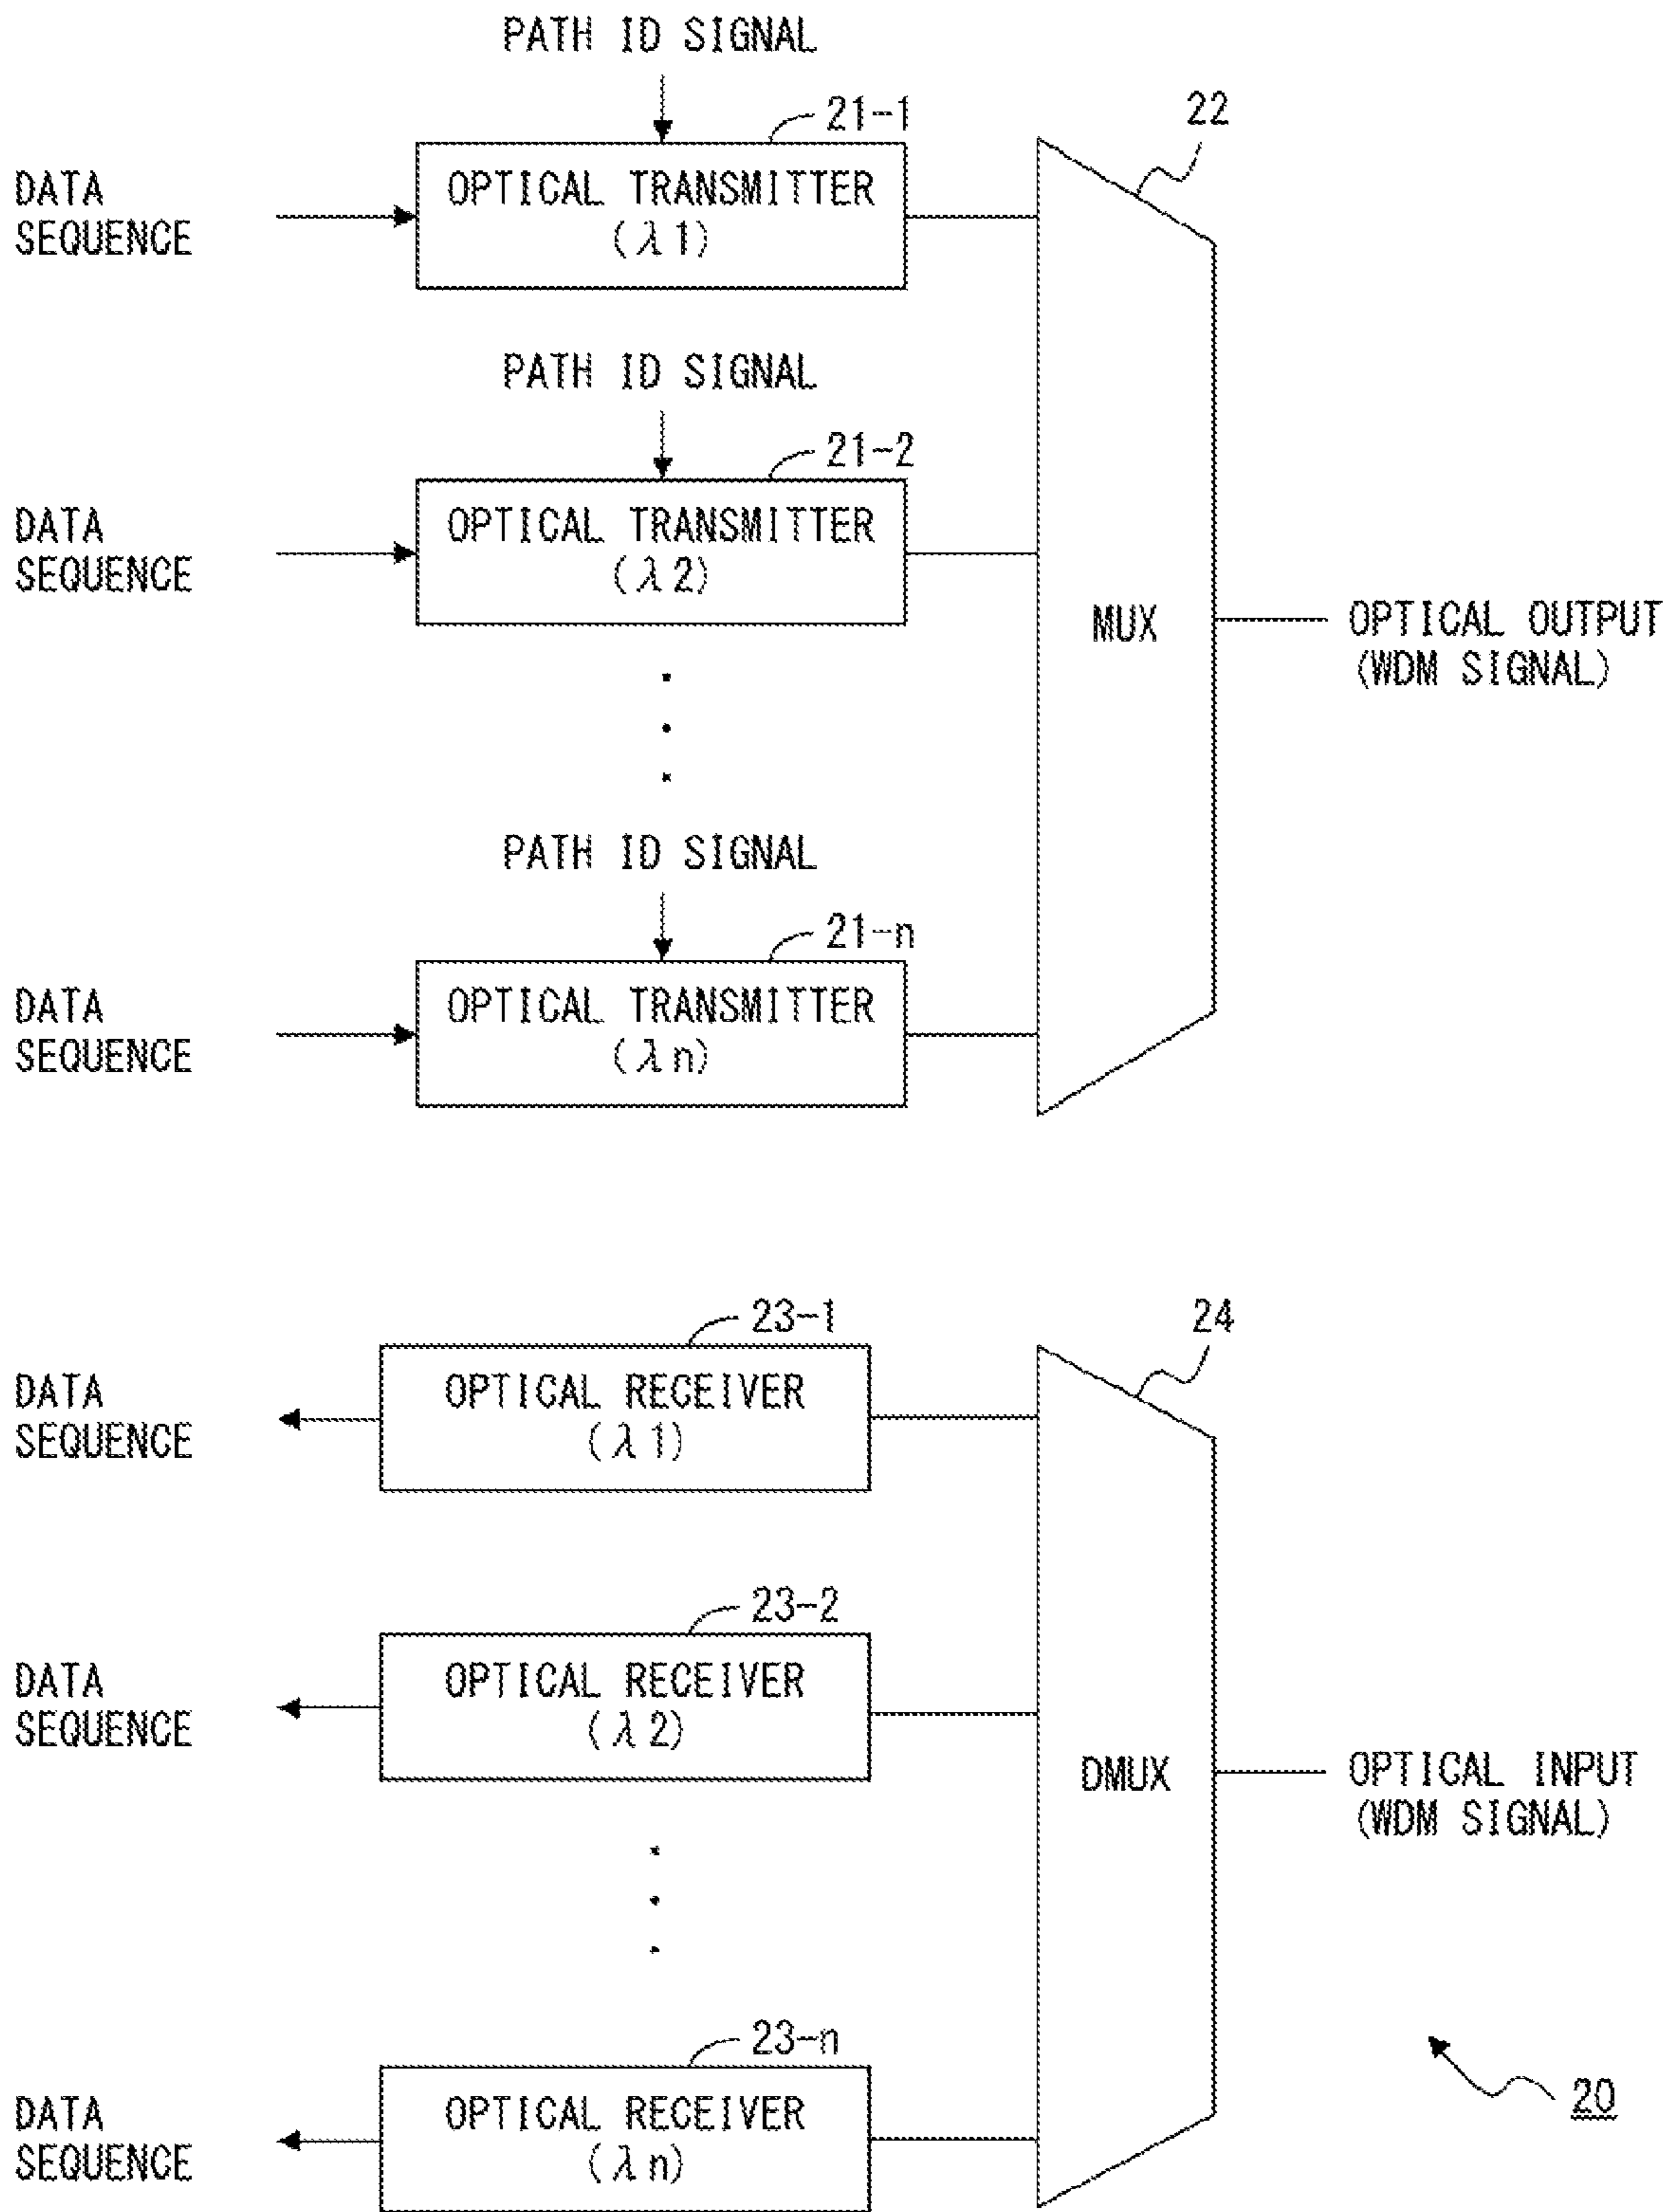 PATH ID SIGNAL
21-1
22
DATA
SEQUENCE
OPTICAL TRANSMITTER
(λ1)
PATH ID SIGNAL
21-2
DATA
SEQUENCE
OPTICAL TRANSMITTER
(λ2)
MUX
OPTICAL OUTPUT
(WDM SIGNAL)
PATH ID SIGNAL
21-n
DATA
SEQUENCE
OPTICAL TRANSMITTER
(λn)
23-1
24
DATA
SEQUENCE
OPTICAL RECEIVER
(λ1)
23-2
DATA
SEQUENCE
OPTICAL RECEIVER
(λ2)
DMUX
OPTICAL INPUT
(WDM SIGNAL)
23-n
DATA
SEQUENCE
OPTICAL RECEIVER
(λn)
20